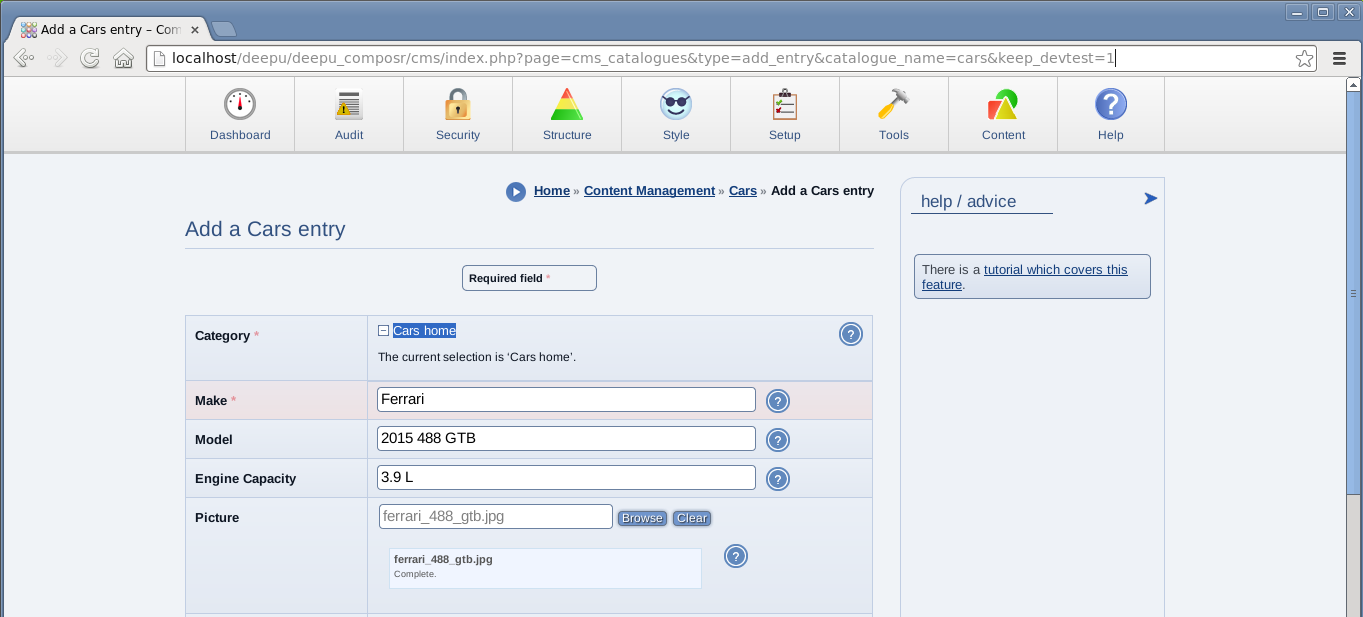 Add a Cars entry – Com
localhost/deepu/deepu_composr/cms/index.php?page=cms_catalogues&type=add_entry&catalogue_name=cars&keep_devtest=1
Dashboard
Audit
Security
Structure
Style
Setup
Tools
Content
Help
Home » Content Management » Cars » Add a Cars entry
Add a Cars entry
Required field *
Category *
Cars home
The current selection is ‘Cars home’.
Make *
Ferrari
Model
2015 488 GTB
Engine Capacity
3.9 L
Picture
ferrari_488_gtb.jpg
Browse
Clear
ferrari_488_gtb.jpg
Complete.
help / advice
There is a tutorial which covers this
feature.